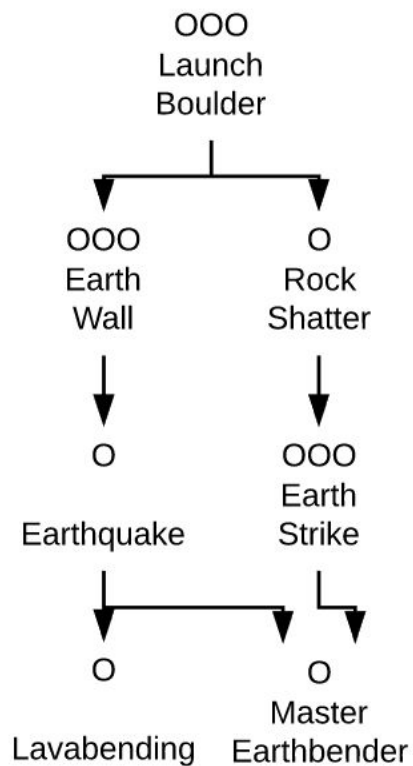 OOO
Launch
Boulder
OOO
Earth
Wall
O
Rock
Shatter
O
Earthquake
OOO
Earth
Strike
O
Lavabending
O
Master
Earthbender